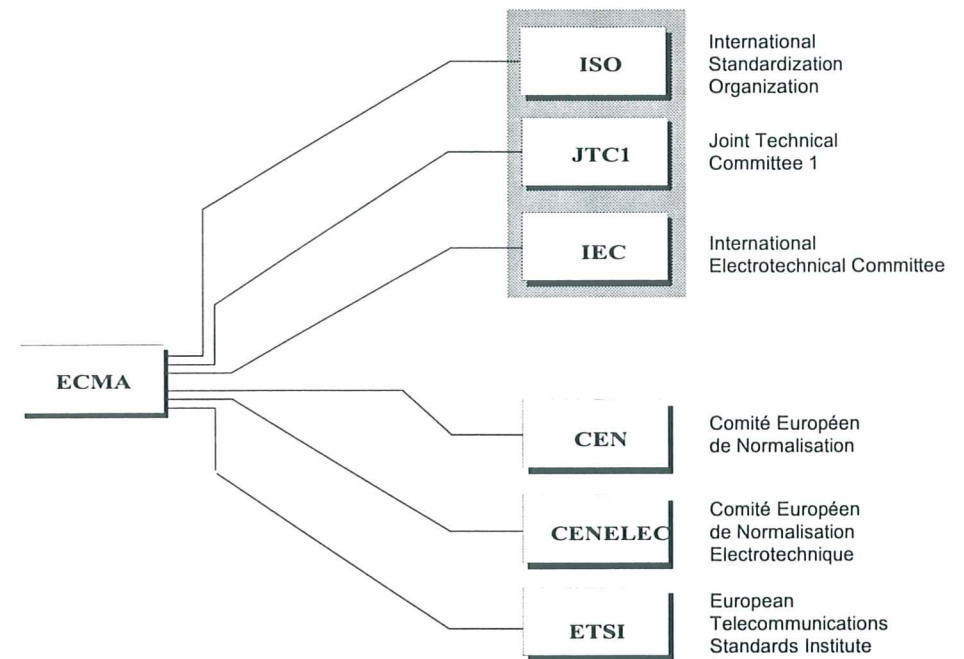 ISO
International
Standardization
Organization
JTC1
Joint Technical
Committee 1
IEC
International
Electrotechnical Committee
ECMA
CEN
Comité Européen
de Normalisation
CENELEC
Comité Européen
de Normalisation
Electrotechnique
ETSI
European
Telecommunications
Standards Institute